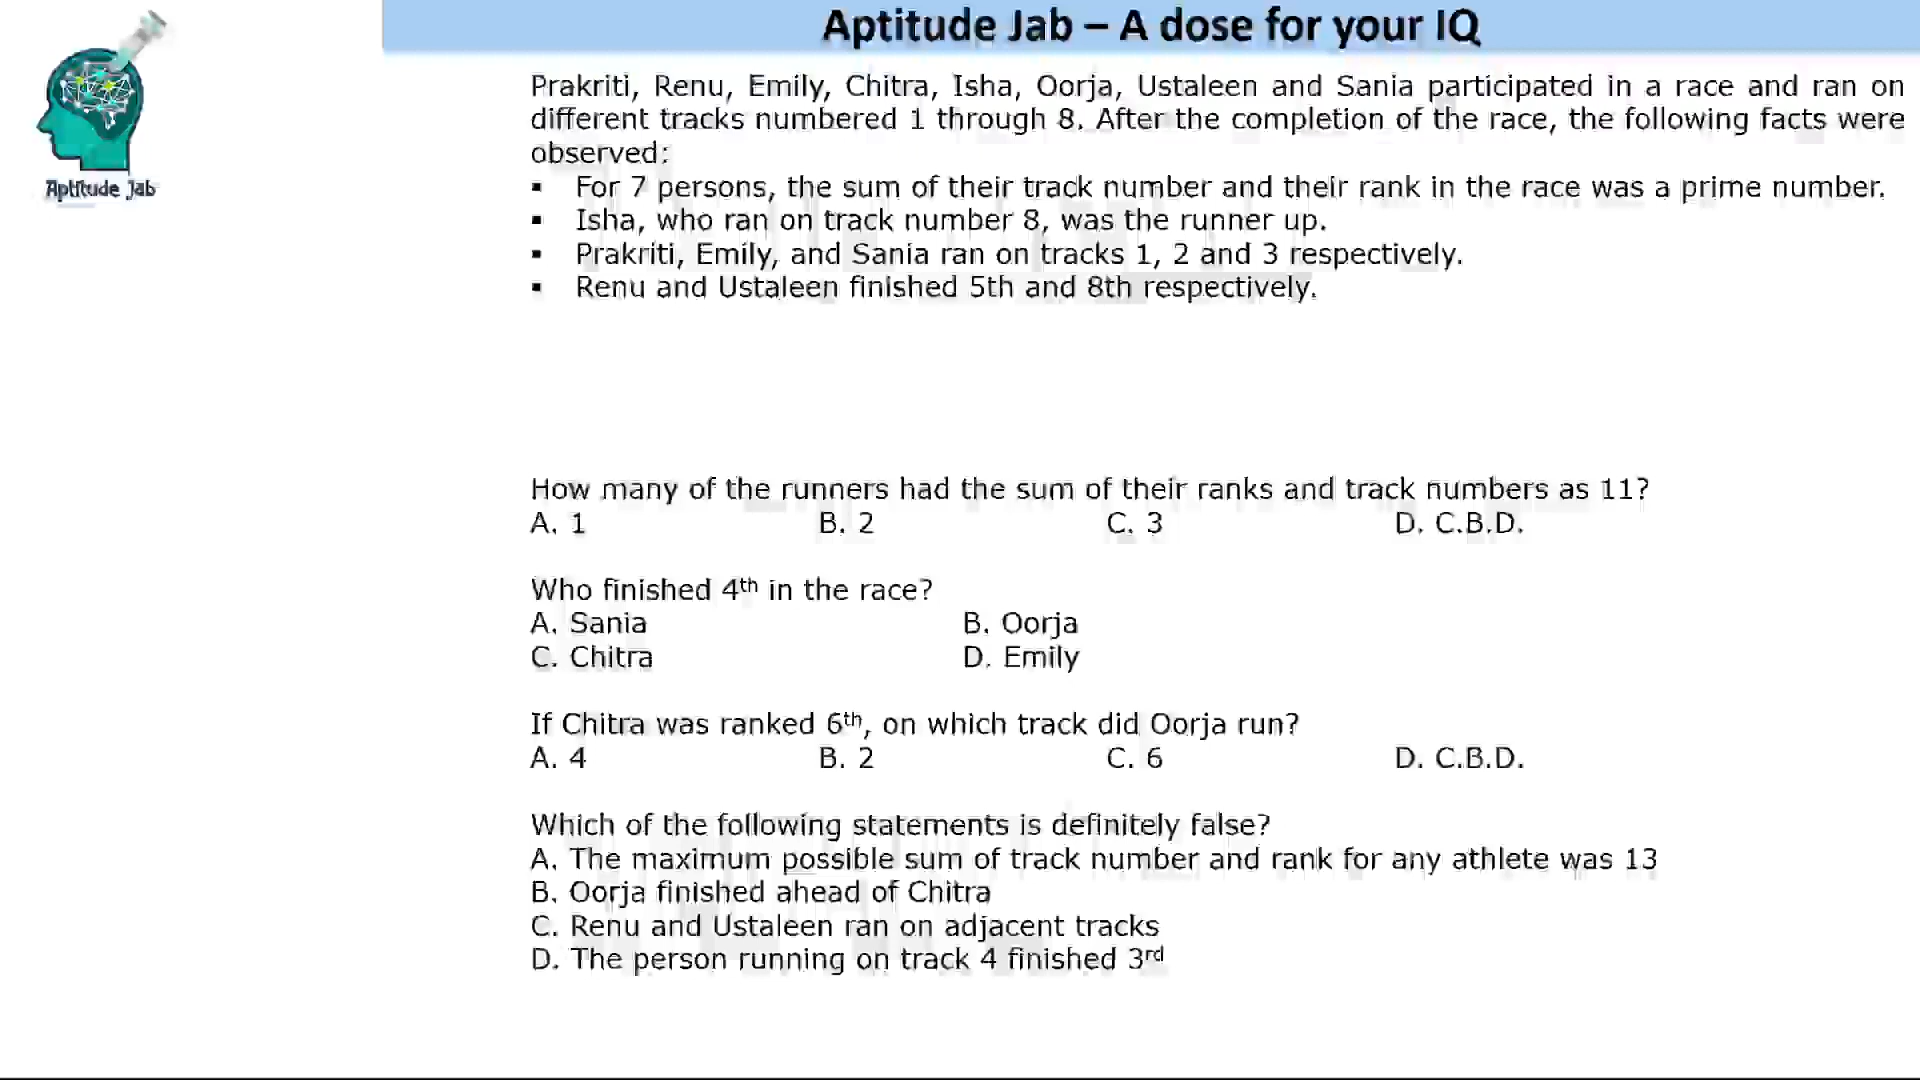 Aptitude Jab – A dose for your IQ
Aptitude Jab
Prakriti, Renu, Emily, Chitra, Isha, Oorja, Ustaleen and Sania participated in a race and ran on
different tracks numbered 1 through 8. After the completion of the race, the following facts were
observed:
▪ For 7 persons, the sum of their track number and their rank in the race was a prime number.
▪ Isha, who ran on track number 8, was the runner up.
▪ Prakriti, Emily, and Sania ran on tracks 1, 2 and 3 respectively.
▪ Renu and Ustaleen finished 5th and 8th respectively.
How many of the runners had the sum of their ranks and track numbers as 11?
A. 1 B. 2 C. 3 D. C.B.D.
Who finished 4th in the race?
A. Sania B. Oorja
C. Chitra D. Emily
If Chitra was ranked 6th, on which track did Oorja run?
A. 4 B. 2 C. 6 D. C.B.D.
Which of the following statements is definitely false?
A. The maximum possible sum of track number and rank for any athlete was 13
B. Oorja finished ahead of Chitra
C. Renu and Ustaleen ran on adjacent tracks
D. The person running on track 4 finished 3rd